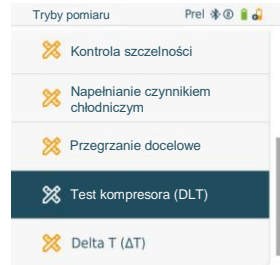 Tryby pomiaru
Prel
Kontrola szczelności
Napełnianie czynnikiem
chłodniczym
Przegrzanie docelowe
Test kompresora (DLT)
Delta T (ΔT)